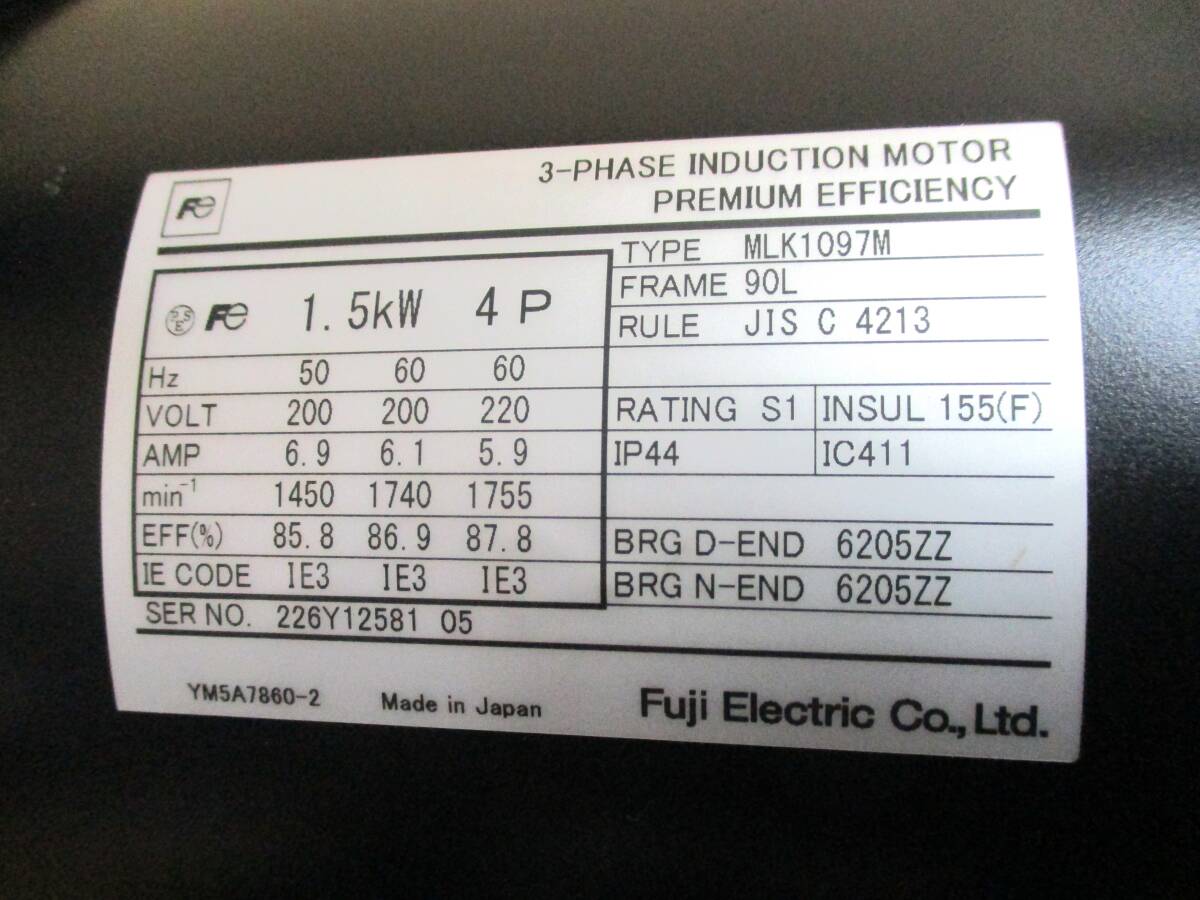 Fe
3-PHASE INDUCTION MOTOR
PREMIUM EFFICIENCY
PSE Fe 1.5kW 4P
Hz 50 60 60
VOLT 200 200 220
AMP 6.9 6.1 5.9
min⁻¹ 1450 1740 1755
EFF(%) 85.8 86.9 87.8
IE CODE IE3 IE3 IE3
SER NO. 226Y12581 05
TYPE MLK1097M
FRAME 90L
RULE JIS C 4213
RATING S1 INSUL 155(F)
IP44 IC411
BRG D-END 6205ZZ
BRG N-END 6205ZZ
YM5A7860-2 Made in Japan Fuji Electric Co., Ltd.